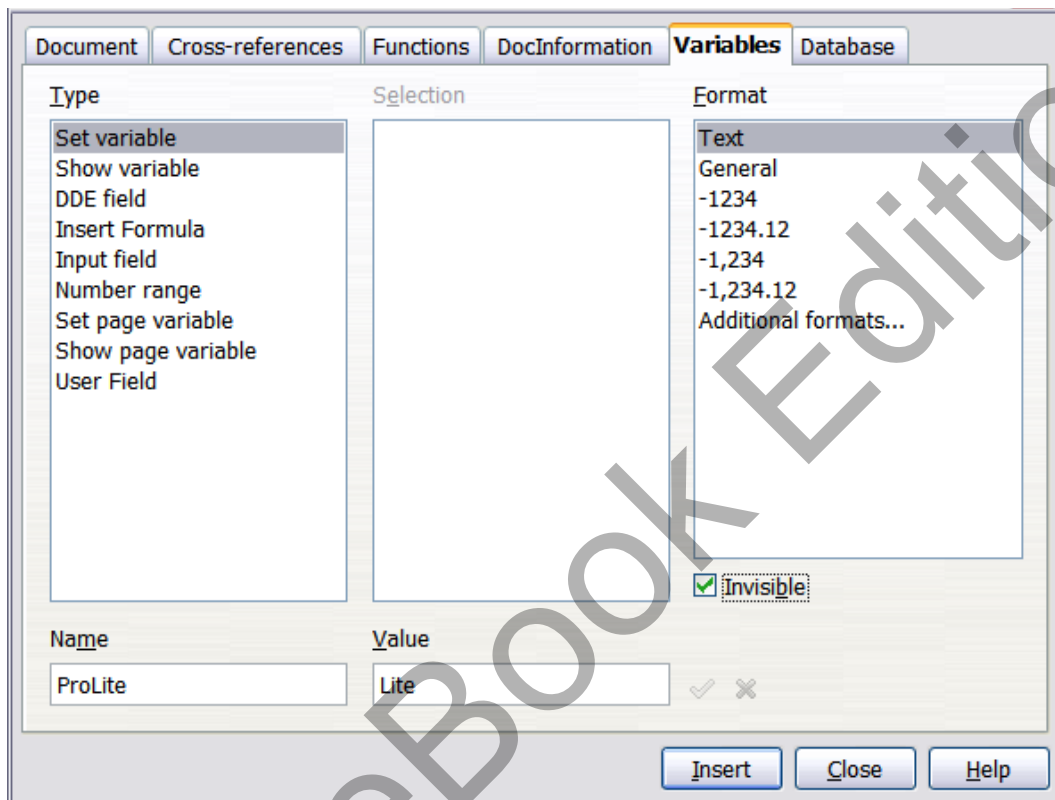 Document Cross-references Functions DocInformation Variables Database
Type
Set variable
Show variable
DDE field
Insert Formula
Input field
Number range
Set page variable
Show page variable
User Field
Selection
Format
Text
General
-1234
-1234.12
-1,234
-1,234.12
Additional formats...
Invisible
Name
ProLite
Value
Lite
Insert Close Help
eBook Editio